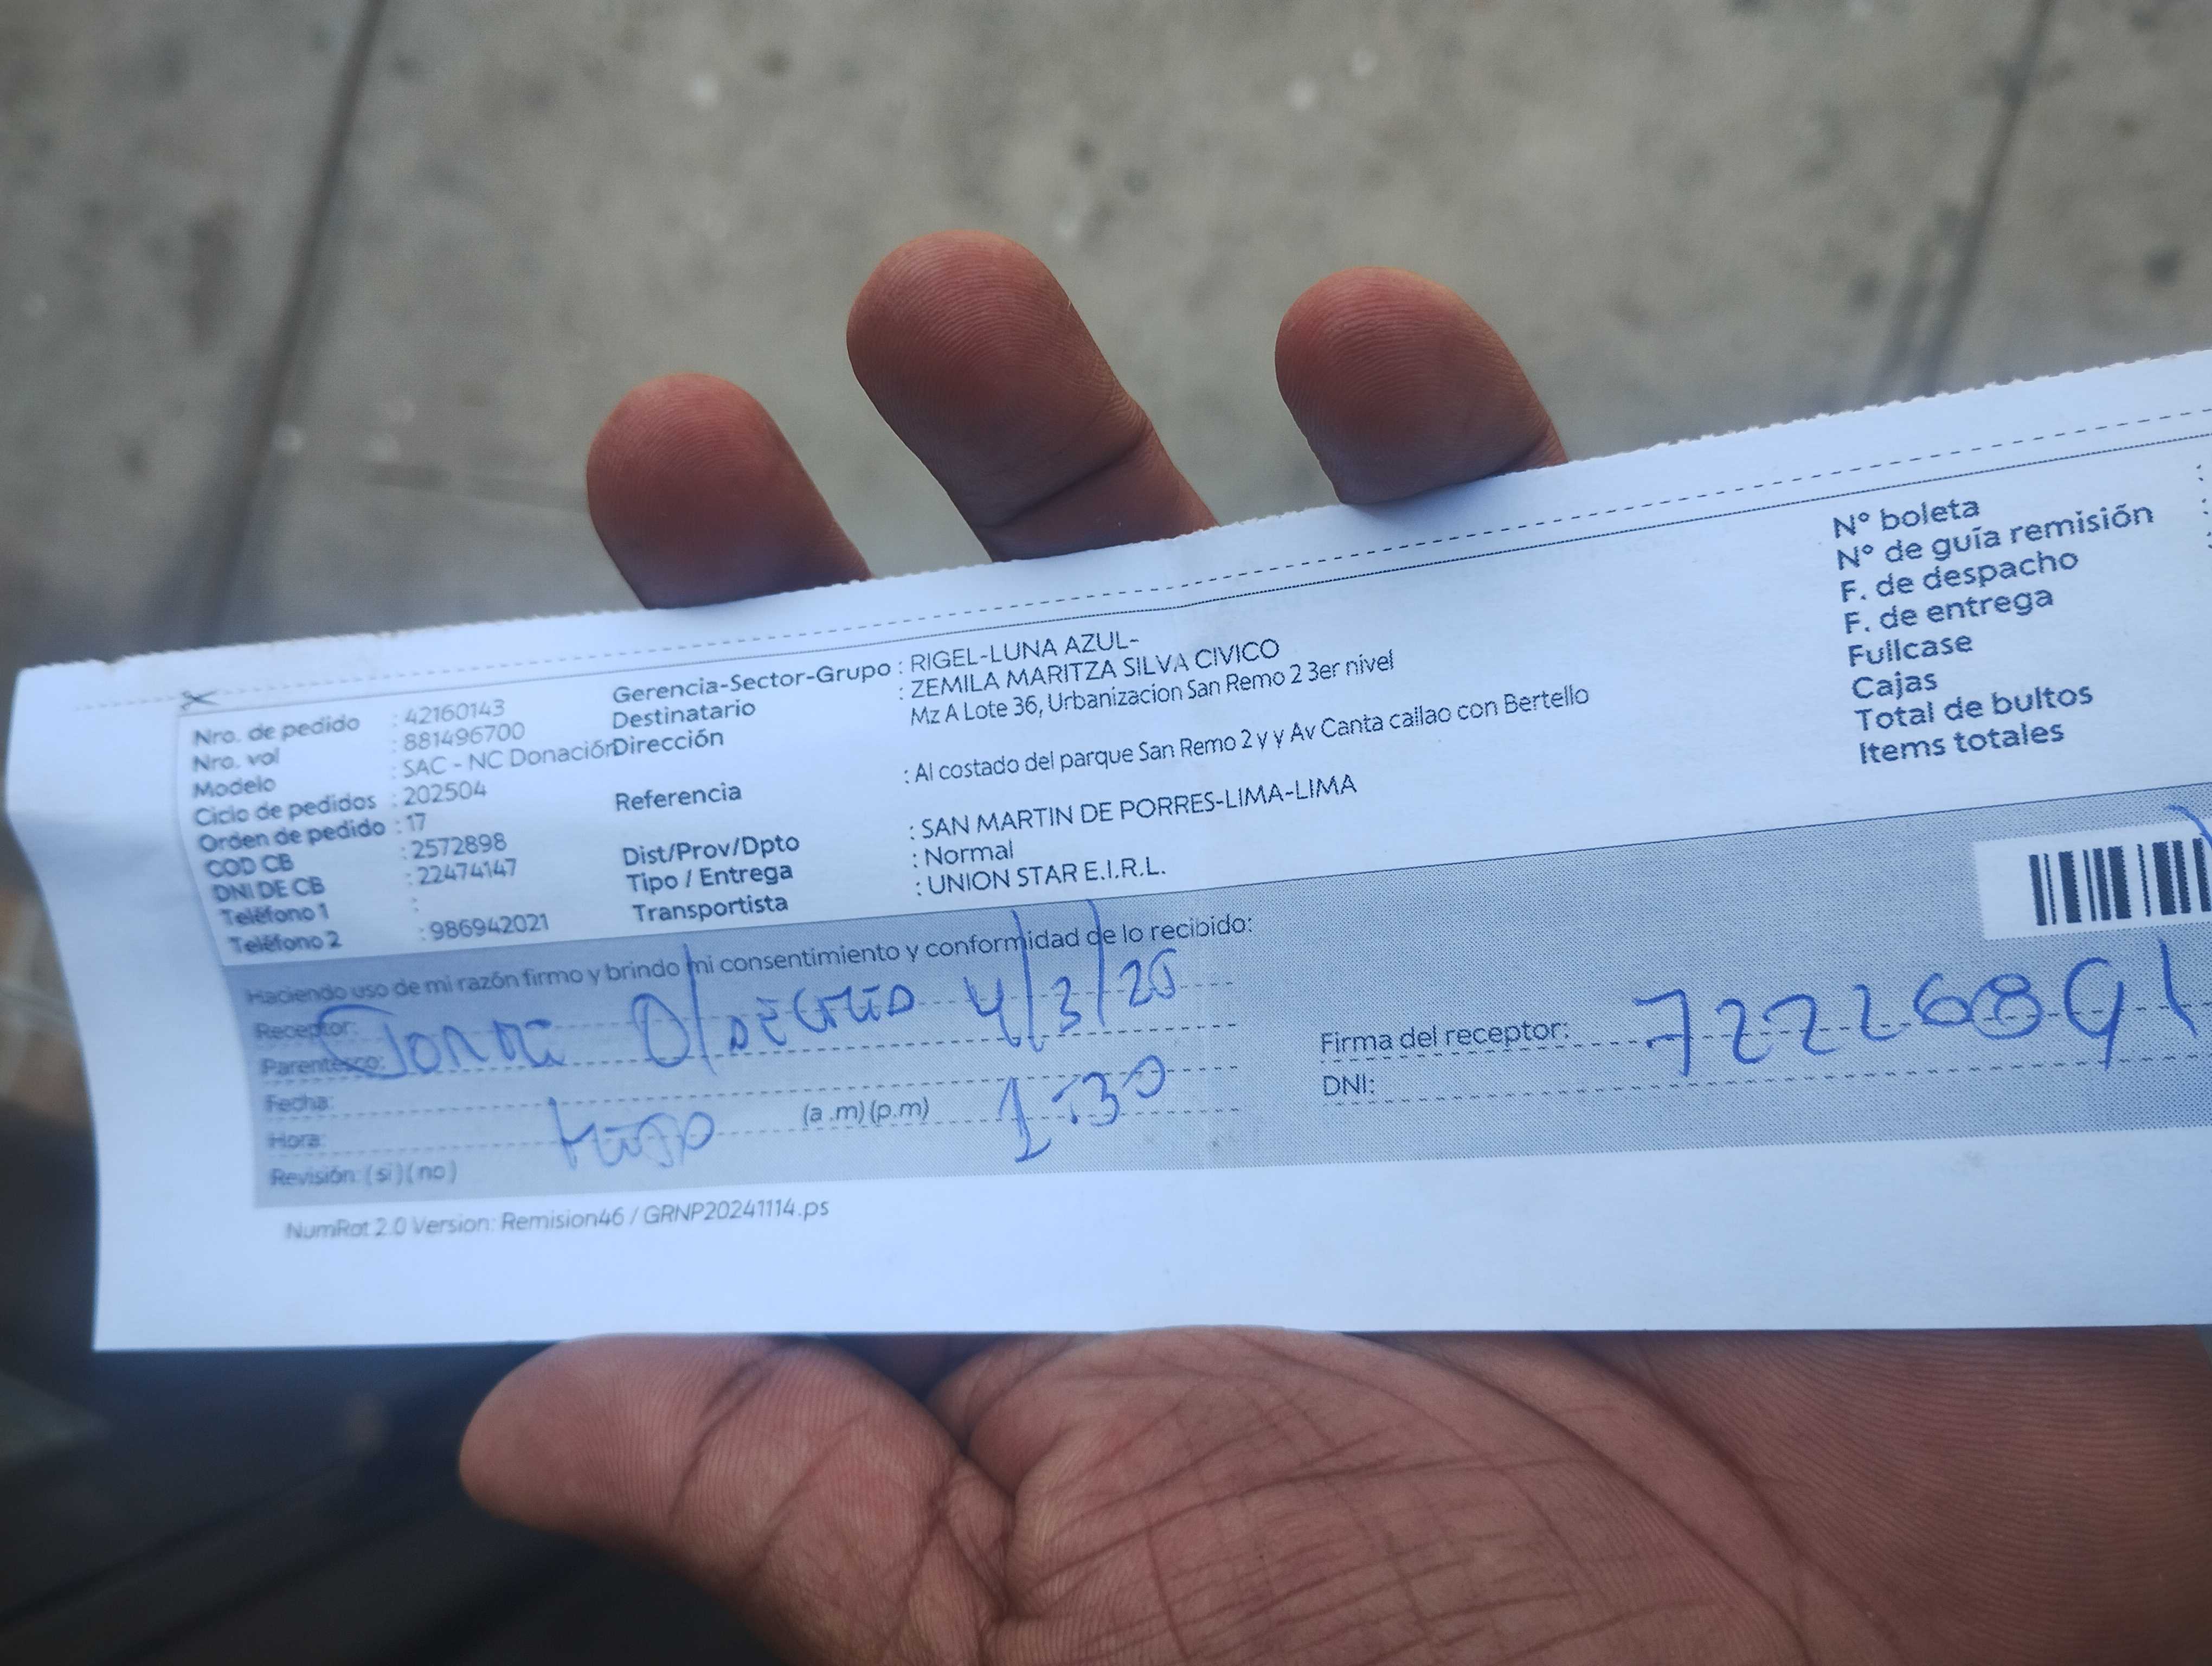 Nro. de pedido : 42160143
Nro. vol : 881496700
Modelo : SAC - NC Donación
Ciclo de pedidos : 202504
Orden de pedido : 17
COD CB : 2572898
DNI DE CB : 22474147
Teléfono 1 :
Teléfono 2 : 986942021
Gerencia-Sector-Grupo : RIGEL-LUNA AZUL-
Destinatario : ZEMILA MARITZA SILVA CIVICO
Dirección Mz A Lote 36, Urbanizacion San Remo 2 3er nivel
Referencia : Al costado del parque San Remo 2 y y Av Canta callao con Bertello
Dist/Prov/Dpto : SAN MARTIN DE PORRES-LIMA-LIMA
Tipo / Entrega : Normal
Transportista : UNION STAR E.I.R.L.
N° boleta :
N° de guía remisión :
F. de despacho :
F. de entrega
Fullcase
Cajas
Total de bultos
Items totales
Haciendo uso de mi razón firmo y brindo mi consentimiento y conformidad de lo recibido:
Receptor:
Parentesco:
4/3/25
Fecha:
Hora: (a .m) (p.m) 1:30
Revisión: ( si ) ( no )
Firma del receptor: 72226891
DNI:
NumRot 2.0 Version: Remision46 / GRNP20241114.ps